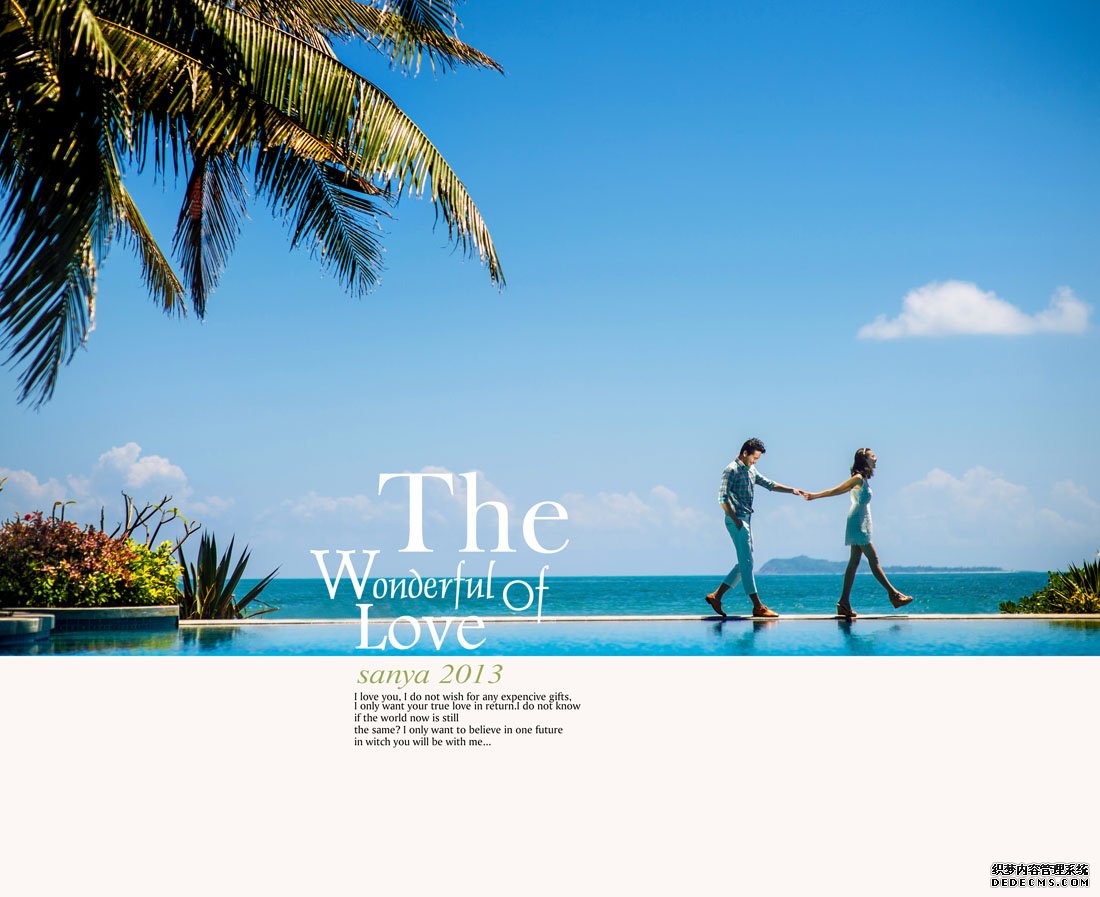 The
Wonderful Of
Love
sanya 2013
I love you, I do not wish for any expencive gifts,
I only want your true love in return.I do not know
if the world now is still
the same? I only want to believe in one future
in witch you will be with me...
织梦内容管理系统
DEDECMS.COM